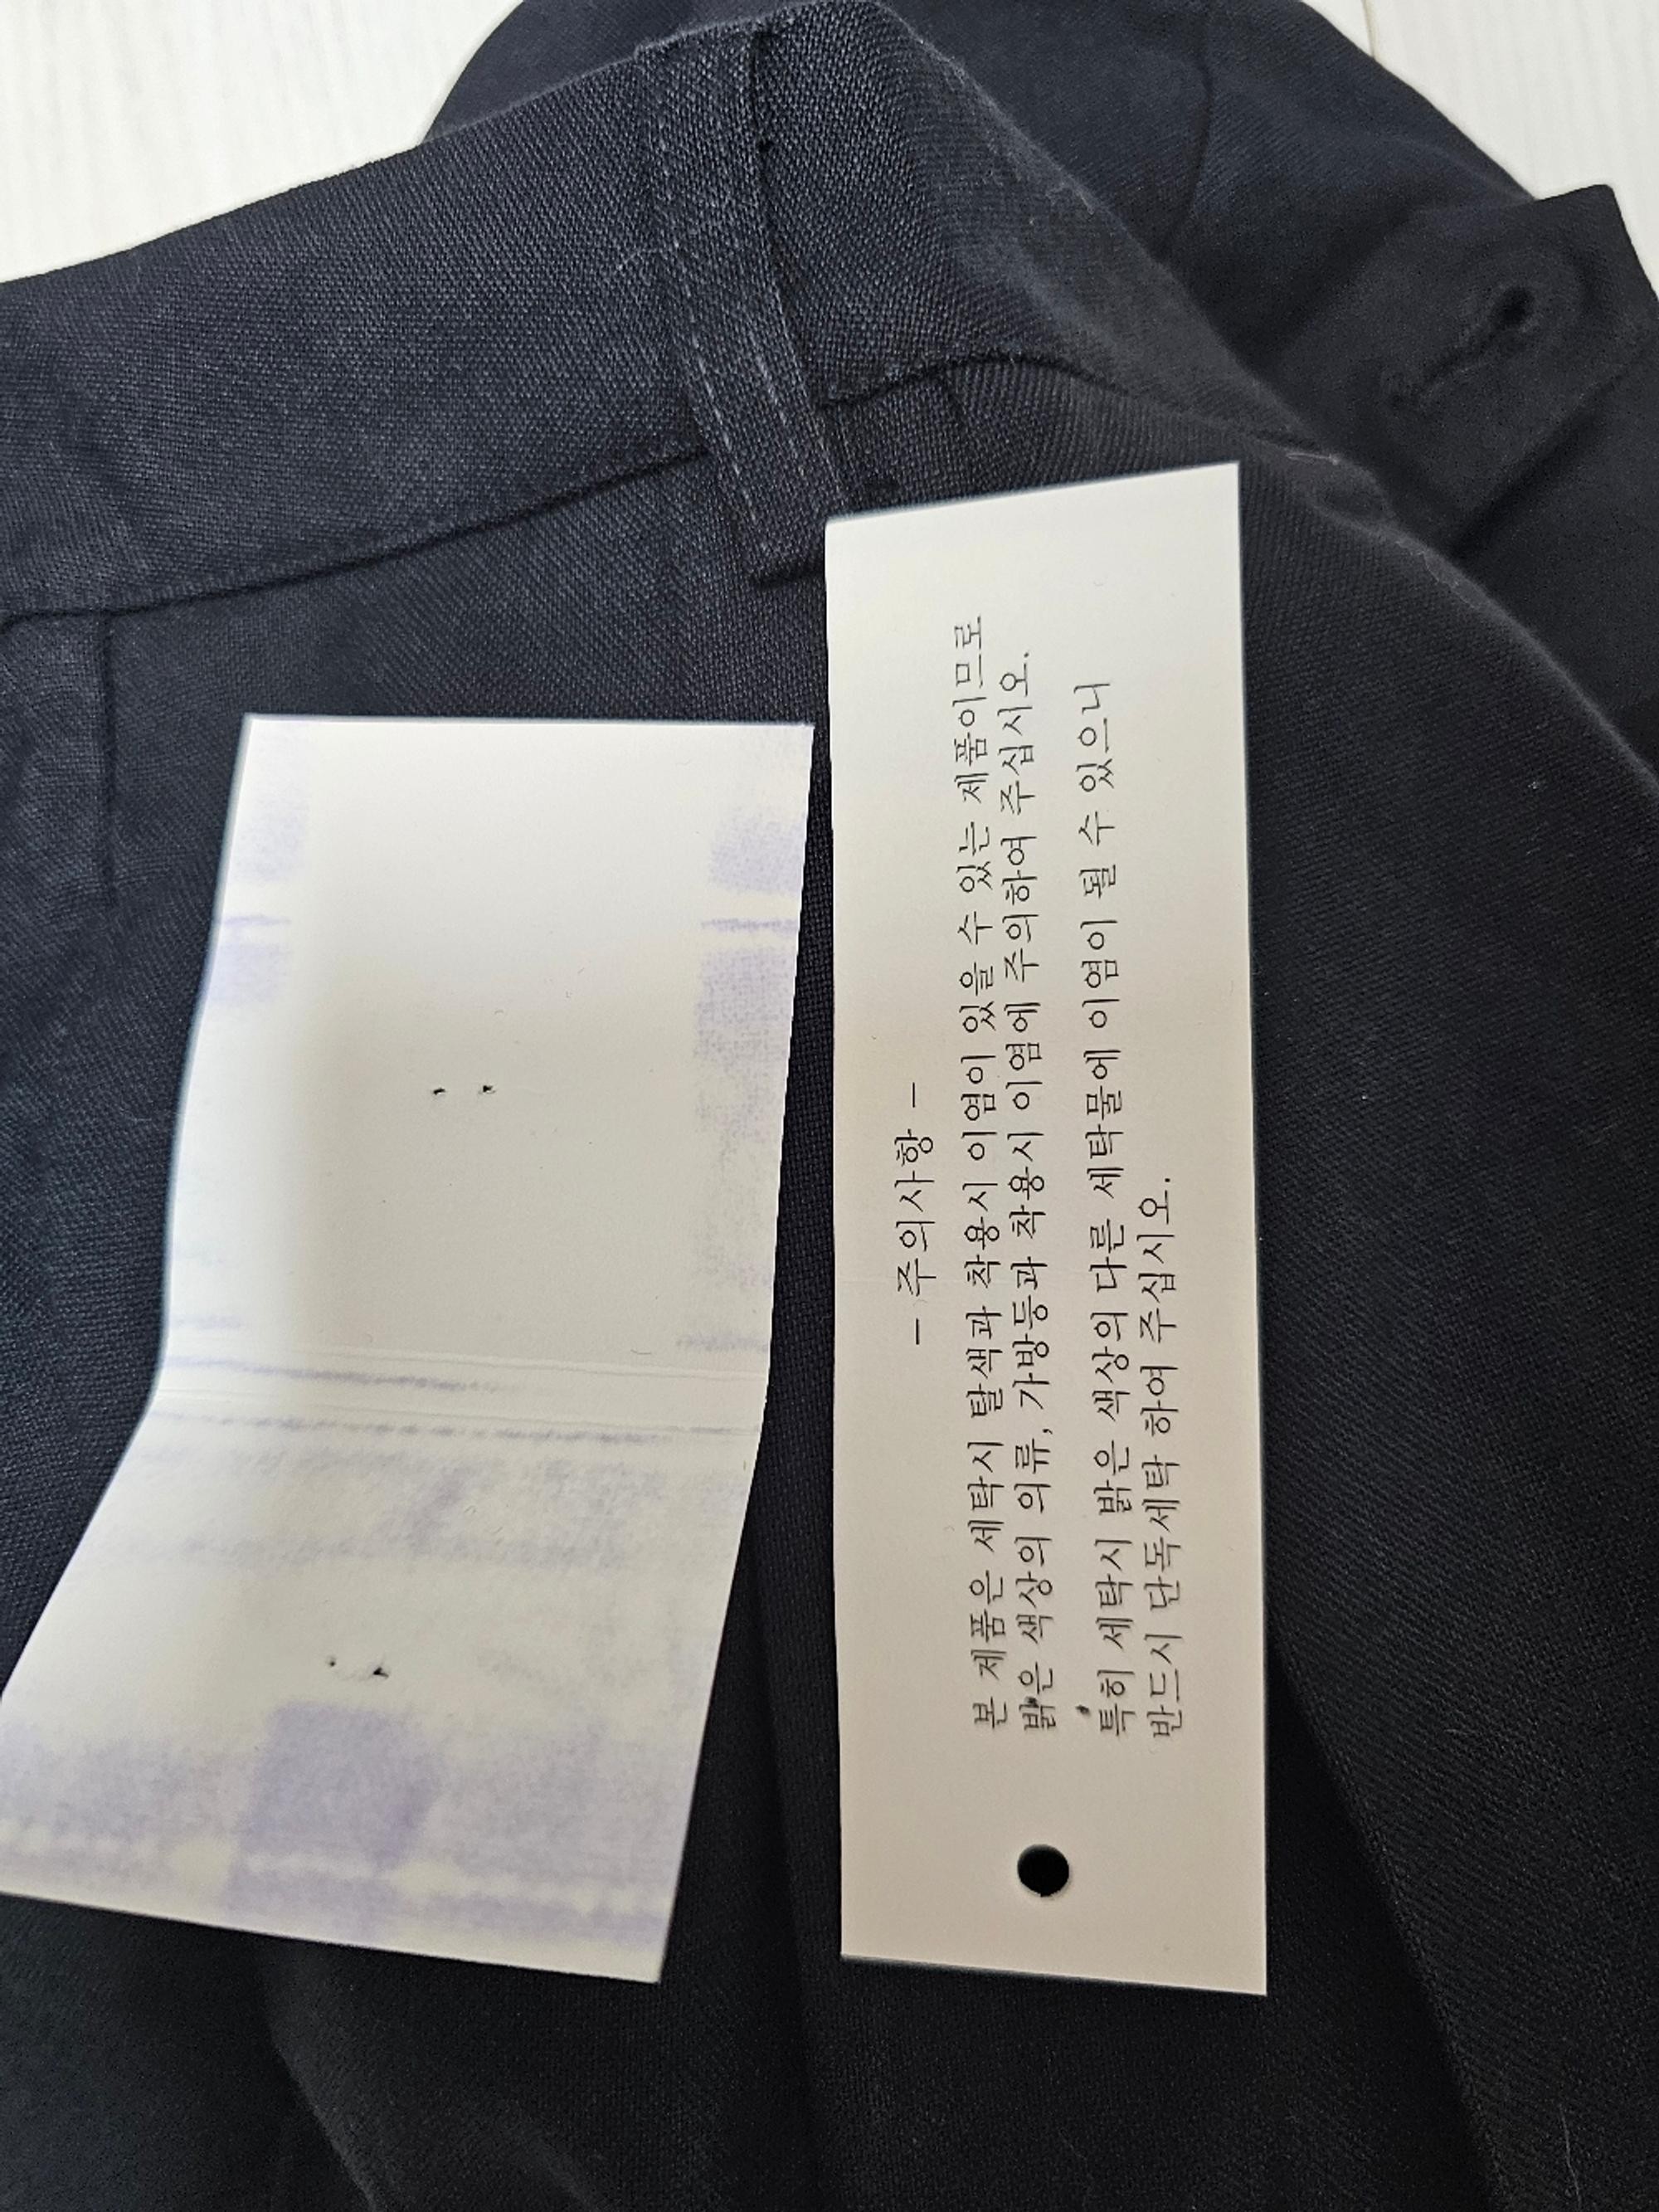 - 주의사항 -
본 제품은 세탁시 탈색과 착용시 이염이 있을 수 있는 제품이므로
밝은 색상의 의류, 가방등과 착용시 이염에 주의하여 주십시오.
특히 세탁시 밝은 색상의 다른 세탁물에 이염이 될 수 있으니
반드시 단독세탁 하여 주십시오.